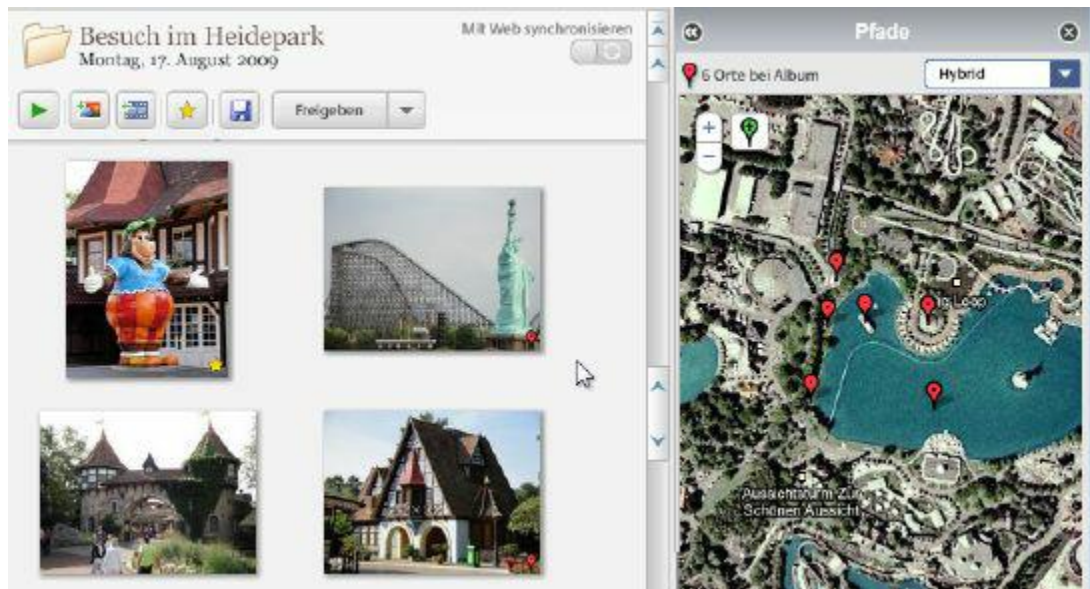 Besuch im Heidepark
Montag, 17. August 2009
Mit Web synchronisieren
Freigeben
Pfade
6 Orte bei Album
Hybrid
Loop
Aussichtsturm Zur
Schönen Aussicht